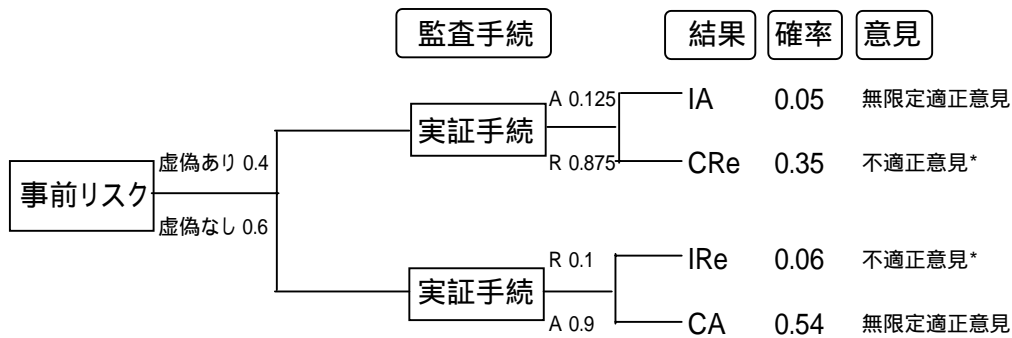 監査手続 結果 確率 意見
A 0.125 IA 0.05 無限定適正意見
実証手続
虚偽あり 0.4 R 0.875 CRe 0.35 不適正意見*
事前リスク
虚偽なし 0.6
R 0.1 IRe 0.06 不適正意見*
実証手続
A 0.9 CA 0.54 無限定適正意見